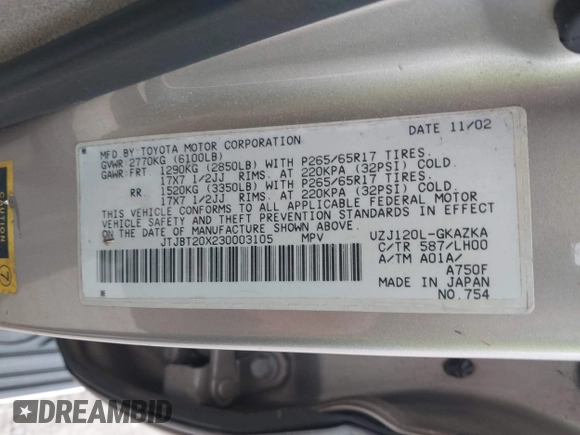 MFD BY TOYOTA MOTOR CORPORATION DATE 11/02
GVWR 2770KG (6100LB)
GAWR FRT. 1290KG (2850LB) WITH P265/65R17 TIRES.
17X7 1/2JJ RIMS. AT 220KPA (32PSI) COLD.
RR 1520KG (3350LB) WITH P265/65R17 TIRES.
17X7 1/2JJ RIMS. AT 220KPA (32PSI) COLD.
THIS VEHICLE CONFORMS TO ALL APPLICABLE FEDERAL MOTOR
VEHICLE SAFETY AND THEFT PREVENTION STANDARDS IN EFFECT ON
THE DATE OF MANUFACTURE SHOWN ABOVE.
JTJBT20X230003105 MPV UZJ120L-GKAZKA
C/TR 587/LH00
A/TM A01A/
A750F
MADE IN JAPAN
NO.754
CAUTION
DREAMBID